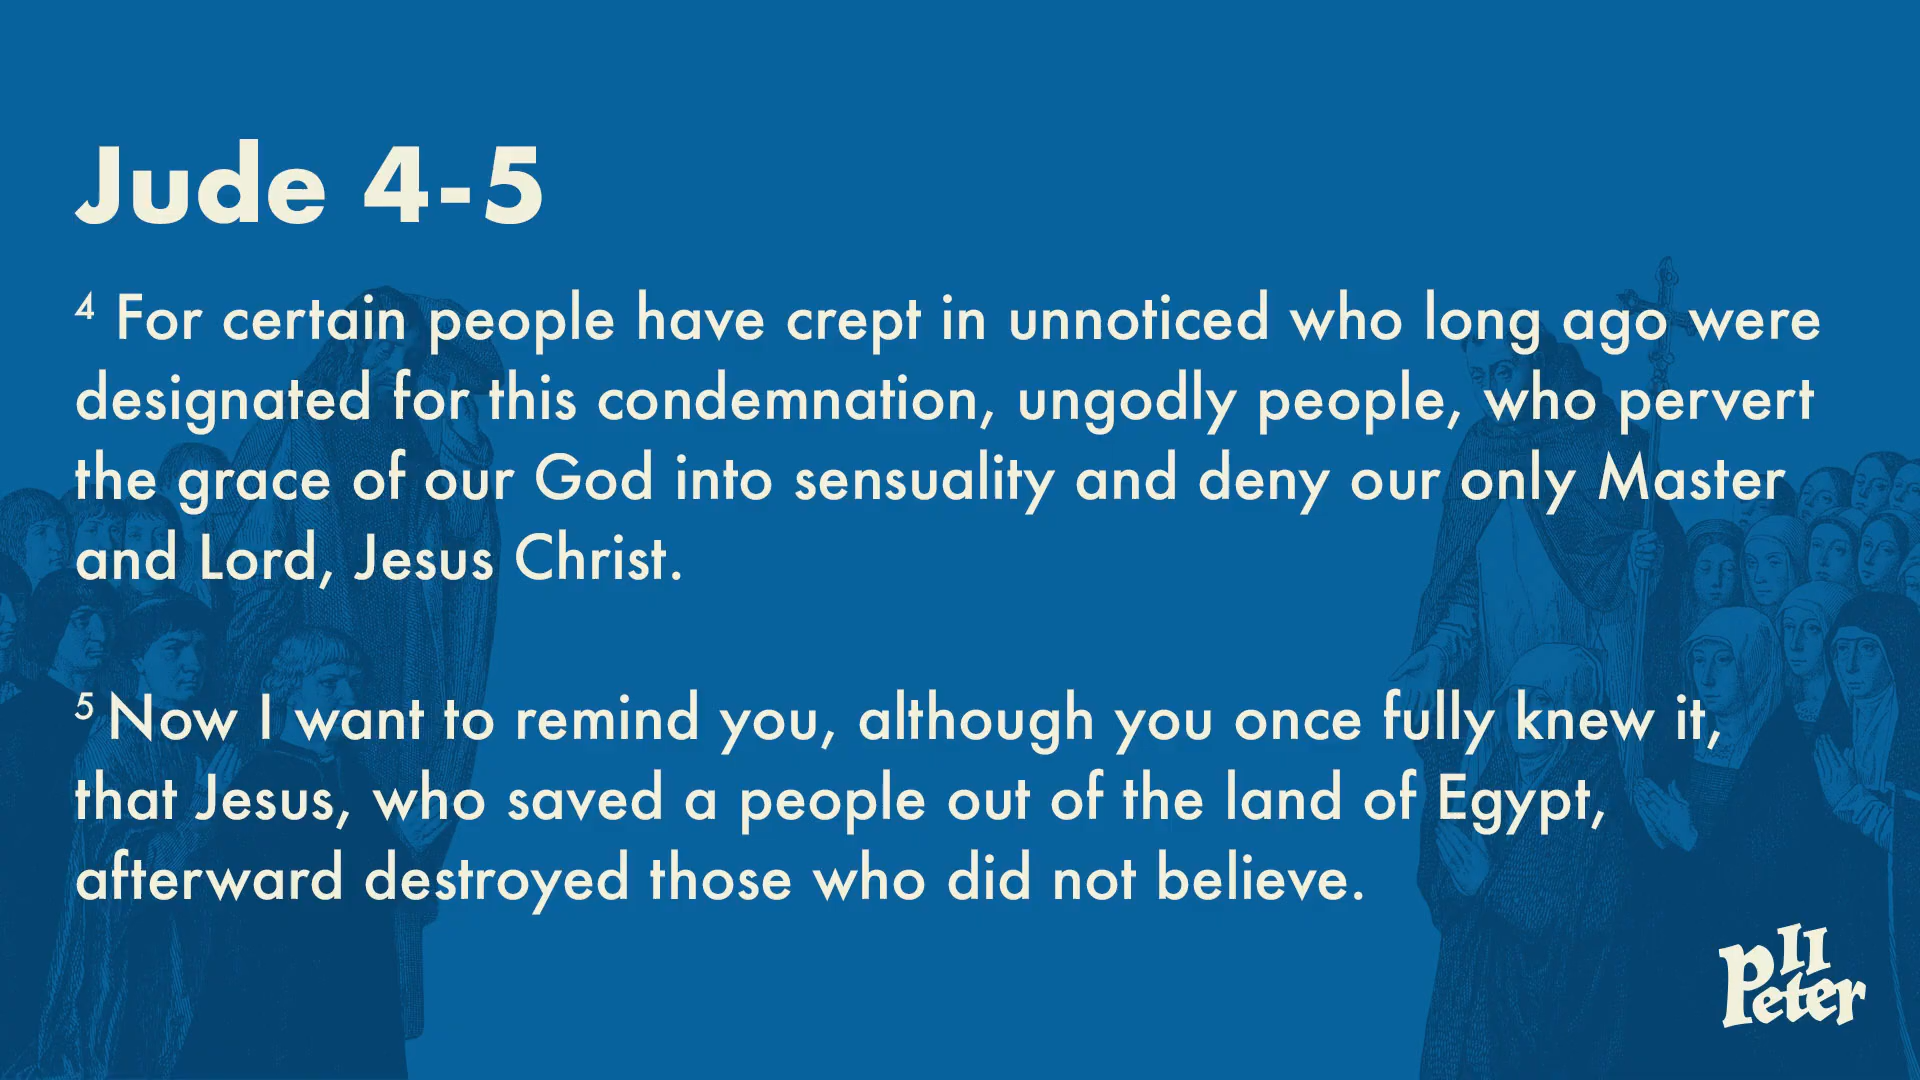 Jude 4-5
4 For certain people have crept in unnoticed who long ago were
designated for this condemnation, ungodly people, who pervert
the grace of our God into sensuality and deny our only Master
and Lord, Jesus Christ.
5 Now I want to remind you, although you once fully knew it,
that Jesus, who saved a people out of the land of Egypt,
afterward destroyed those who did not believe.
II
Peter